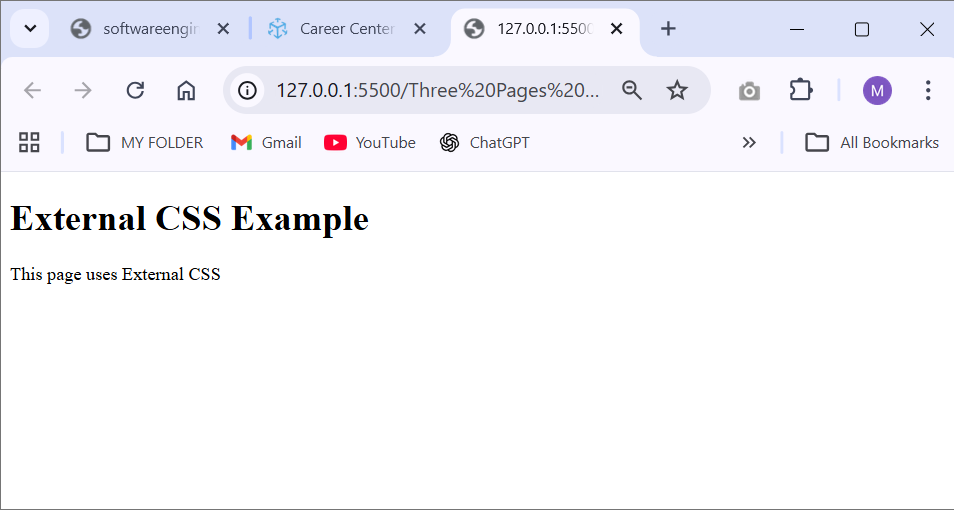 softwareengin
Career Center
127.0.0.1:5500
127.0.0.1:5500/Three%20Pages%20...
M
MY FOLDER
Gmail
YouTube
ChatGPT
All Bookmarks
External CSS Example
This page uses External CSS